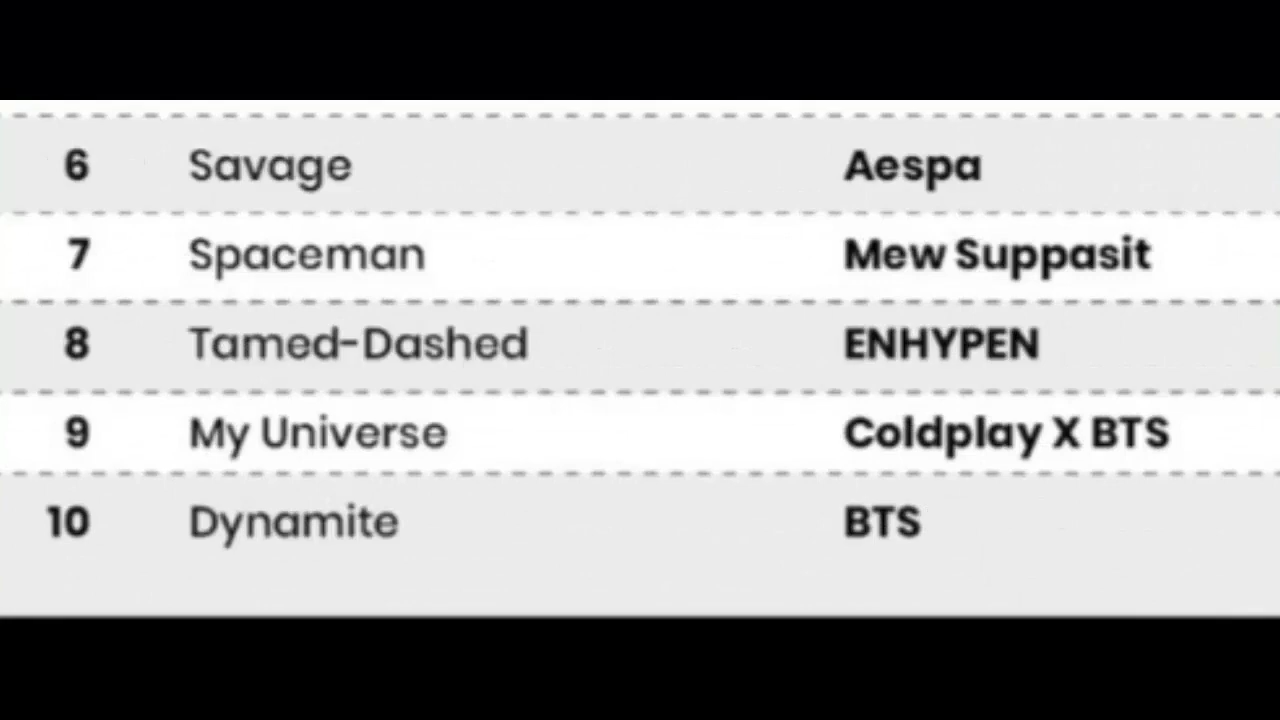 6 Savage Aespa
7 Spaceman Mew Suppasit
8 Tamed-Dashed ENHYPEN
9 My Universe Coldplay X BTS
10 Dynamite BTS